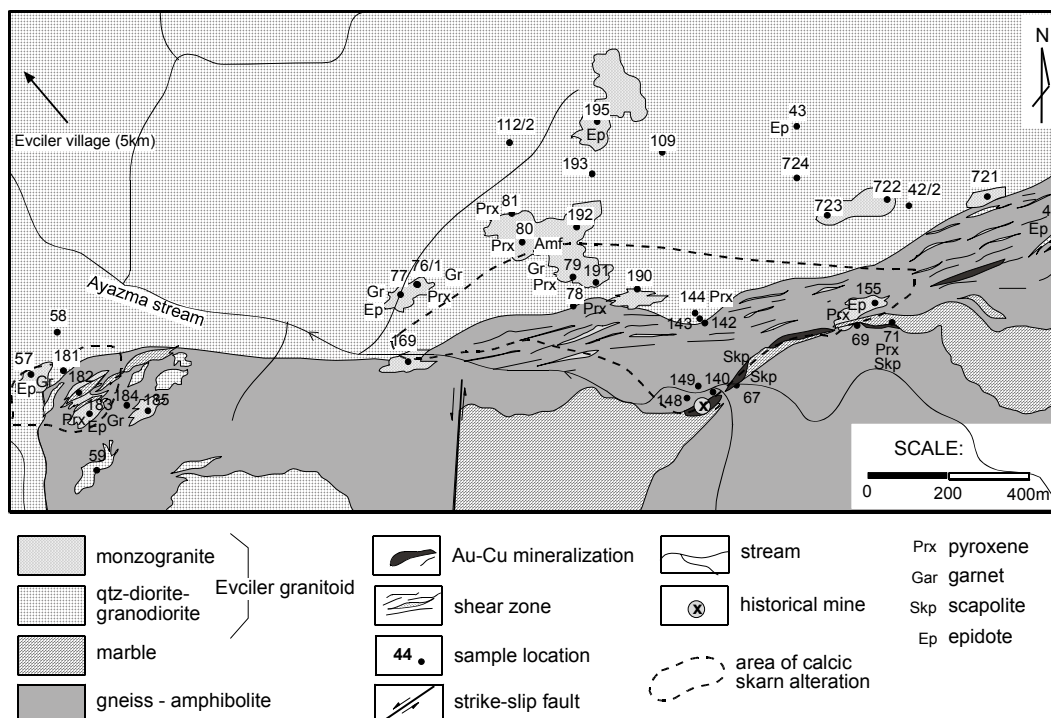 N
Evciler village (5km)
195
Ep
112/2
43
Ep
109
193
724
721
722
42/2
723
81
Prx
192
80
Prx
Amf
4
Ep
76/1
77
Gr
Gr
Prx
Ep
79
Gr
Prx
191
190
78
Prx
144 Prx
143
142
155
Ep
Prx
69
71
Prx
Skp
Ayazma stream
58
169
57
181
Gr
Ep
182
183
184
185
Prx
Ep
Gr
59
Skp
Skp
149
140
148
67
x
SCALE:
0 200 400m
monzogranite
qtz-diorite-
granodiorite
Evciler granitoid
marble
gneiss - amphibolite
Au-Cu mineralization
shear zone
44 sample location
strike-slip fault
stream
x historical mine
area of calcic
skarn alteration
Prx pyroxene
Gar garnet
Skp scapolite
Ep epidote